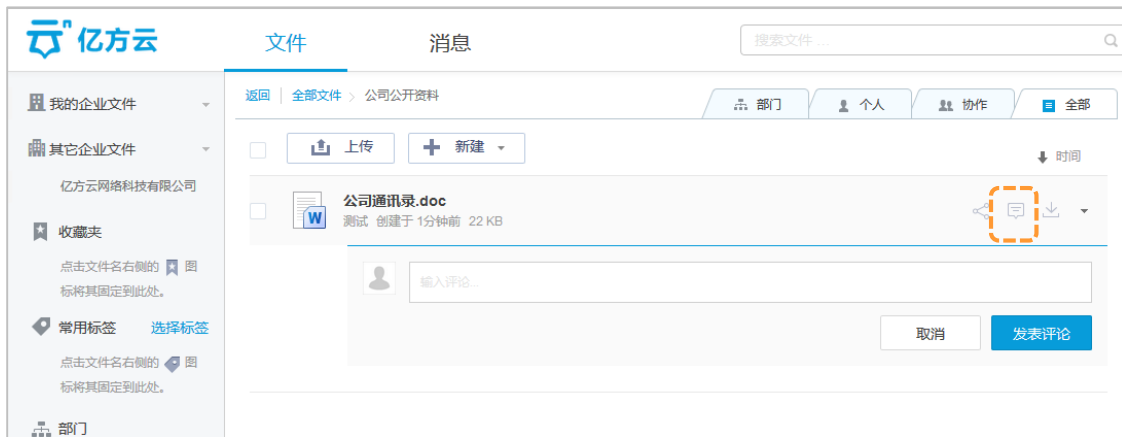 亿方云
文件 消息
搜索文件 ...
我的企业文件
其它企业文件
亿方云网络科技有限公司
收藏夹
点击文件名右侧的 图
标将其固定到此处。
常用标签 选择标签
点击文件名右侧的 图
标将其固定到此处。
部门
返回 | 全部文件 > 公司公开资料
部门 个人 协作 全部
上传 新建
时间
公司通讯录.doc
测试 创建于 1分钟前 22 KB
输入评论...
取消 发表评论